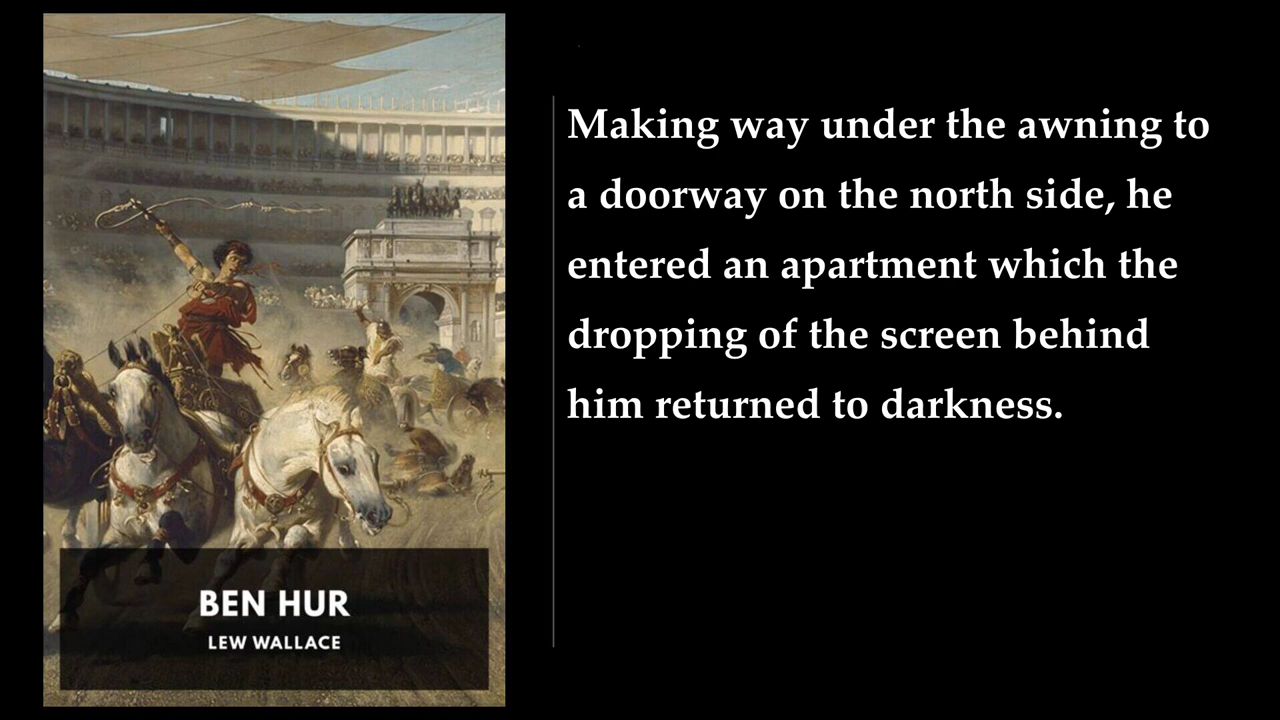 BEN HUR
LEW WALLACE
Making way under the awning to
a doorway on the north side, he
entered an apartment which the
dropping of the screen behind
him returned to darkness.